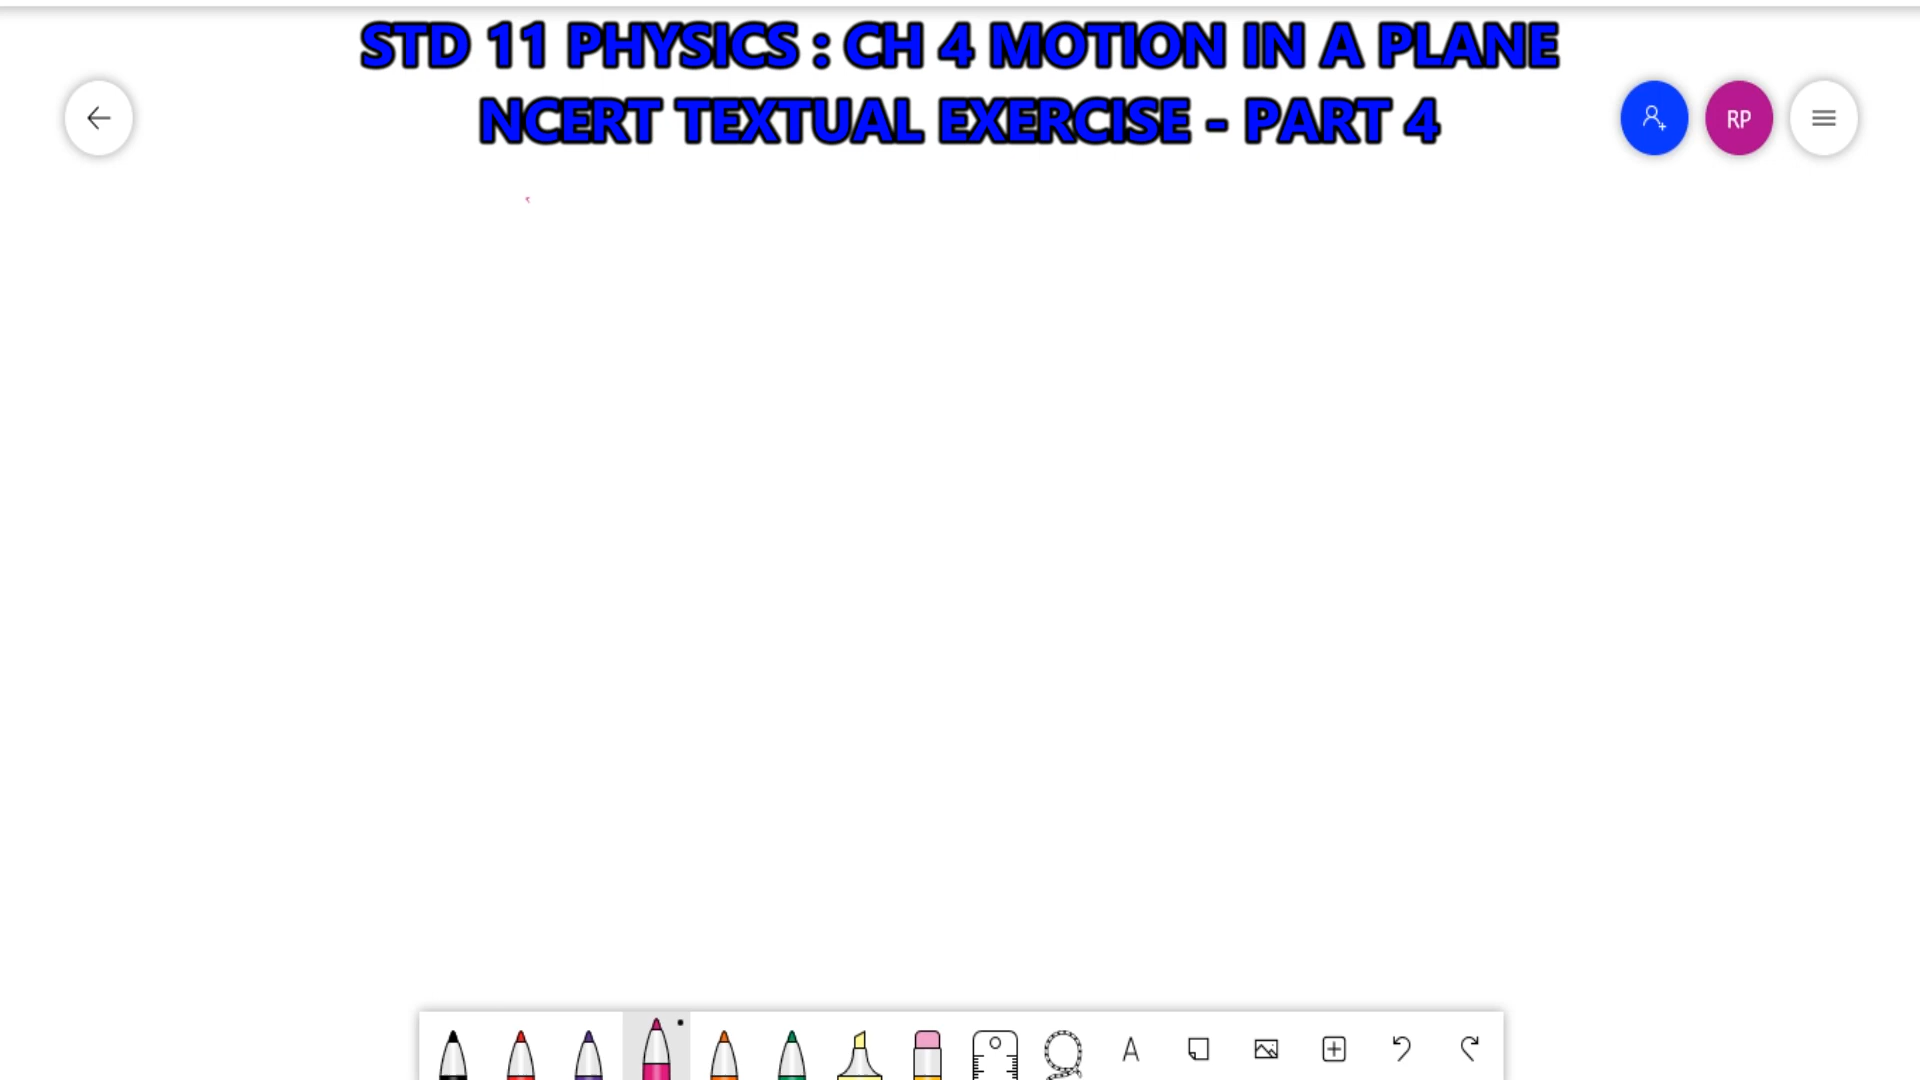 STD 11 PHYSICS : CH 4 MOTION IN A PLANE
NCERT TEXTUAL EXERCISE - PART 4
RP